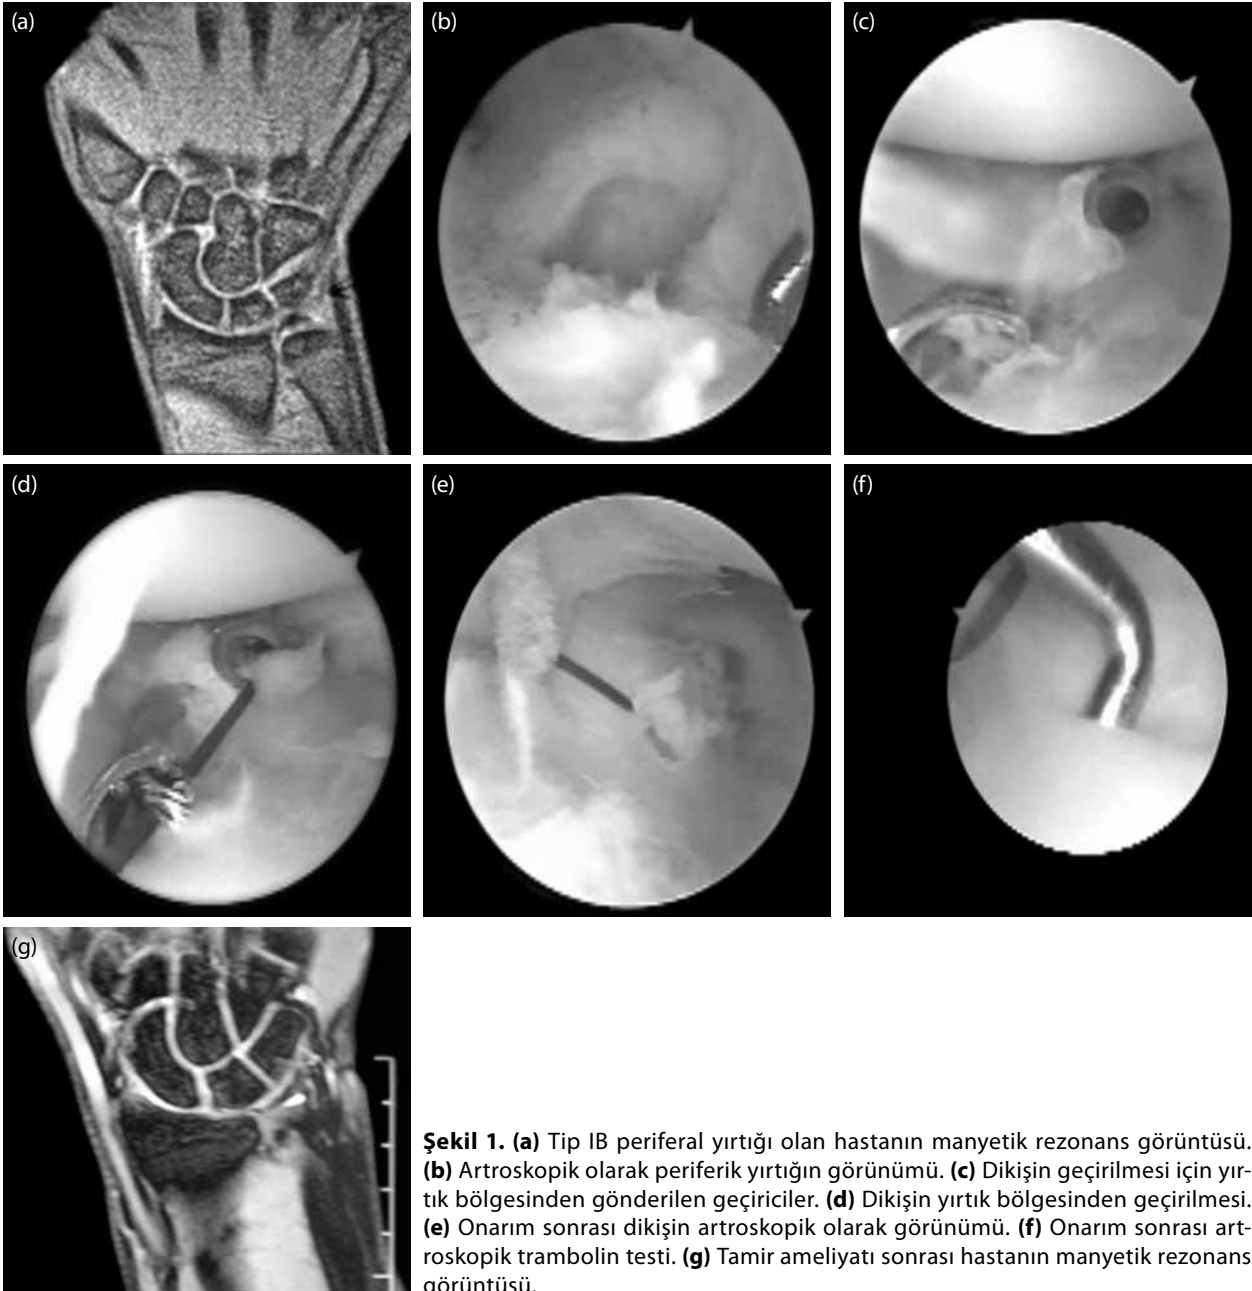 (a)
(b)
(c)
(d)
(e)
(f)
(g)
Şekil 1. (a) Tip IB periferal yırtığı olan hastanın manyetik rezonans görüntüsü.
(b) Artroskopik olarak periferik yırtığın görünümü. (c) Dikişin geçirilmesi için yır-
tık bölgesinden gönderilen geçiriciler. (d) Dikişin yırtık bölgesinden geçirilmesi.
(e) Onarım sonrası dikişin artroskopik olarak görünümü. (f) Onarım sonrası art-
roskopik trambolin testi. (g) Tamir ameliyatı sonrası hastanın manyetik rezonans
görüntüsü.